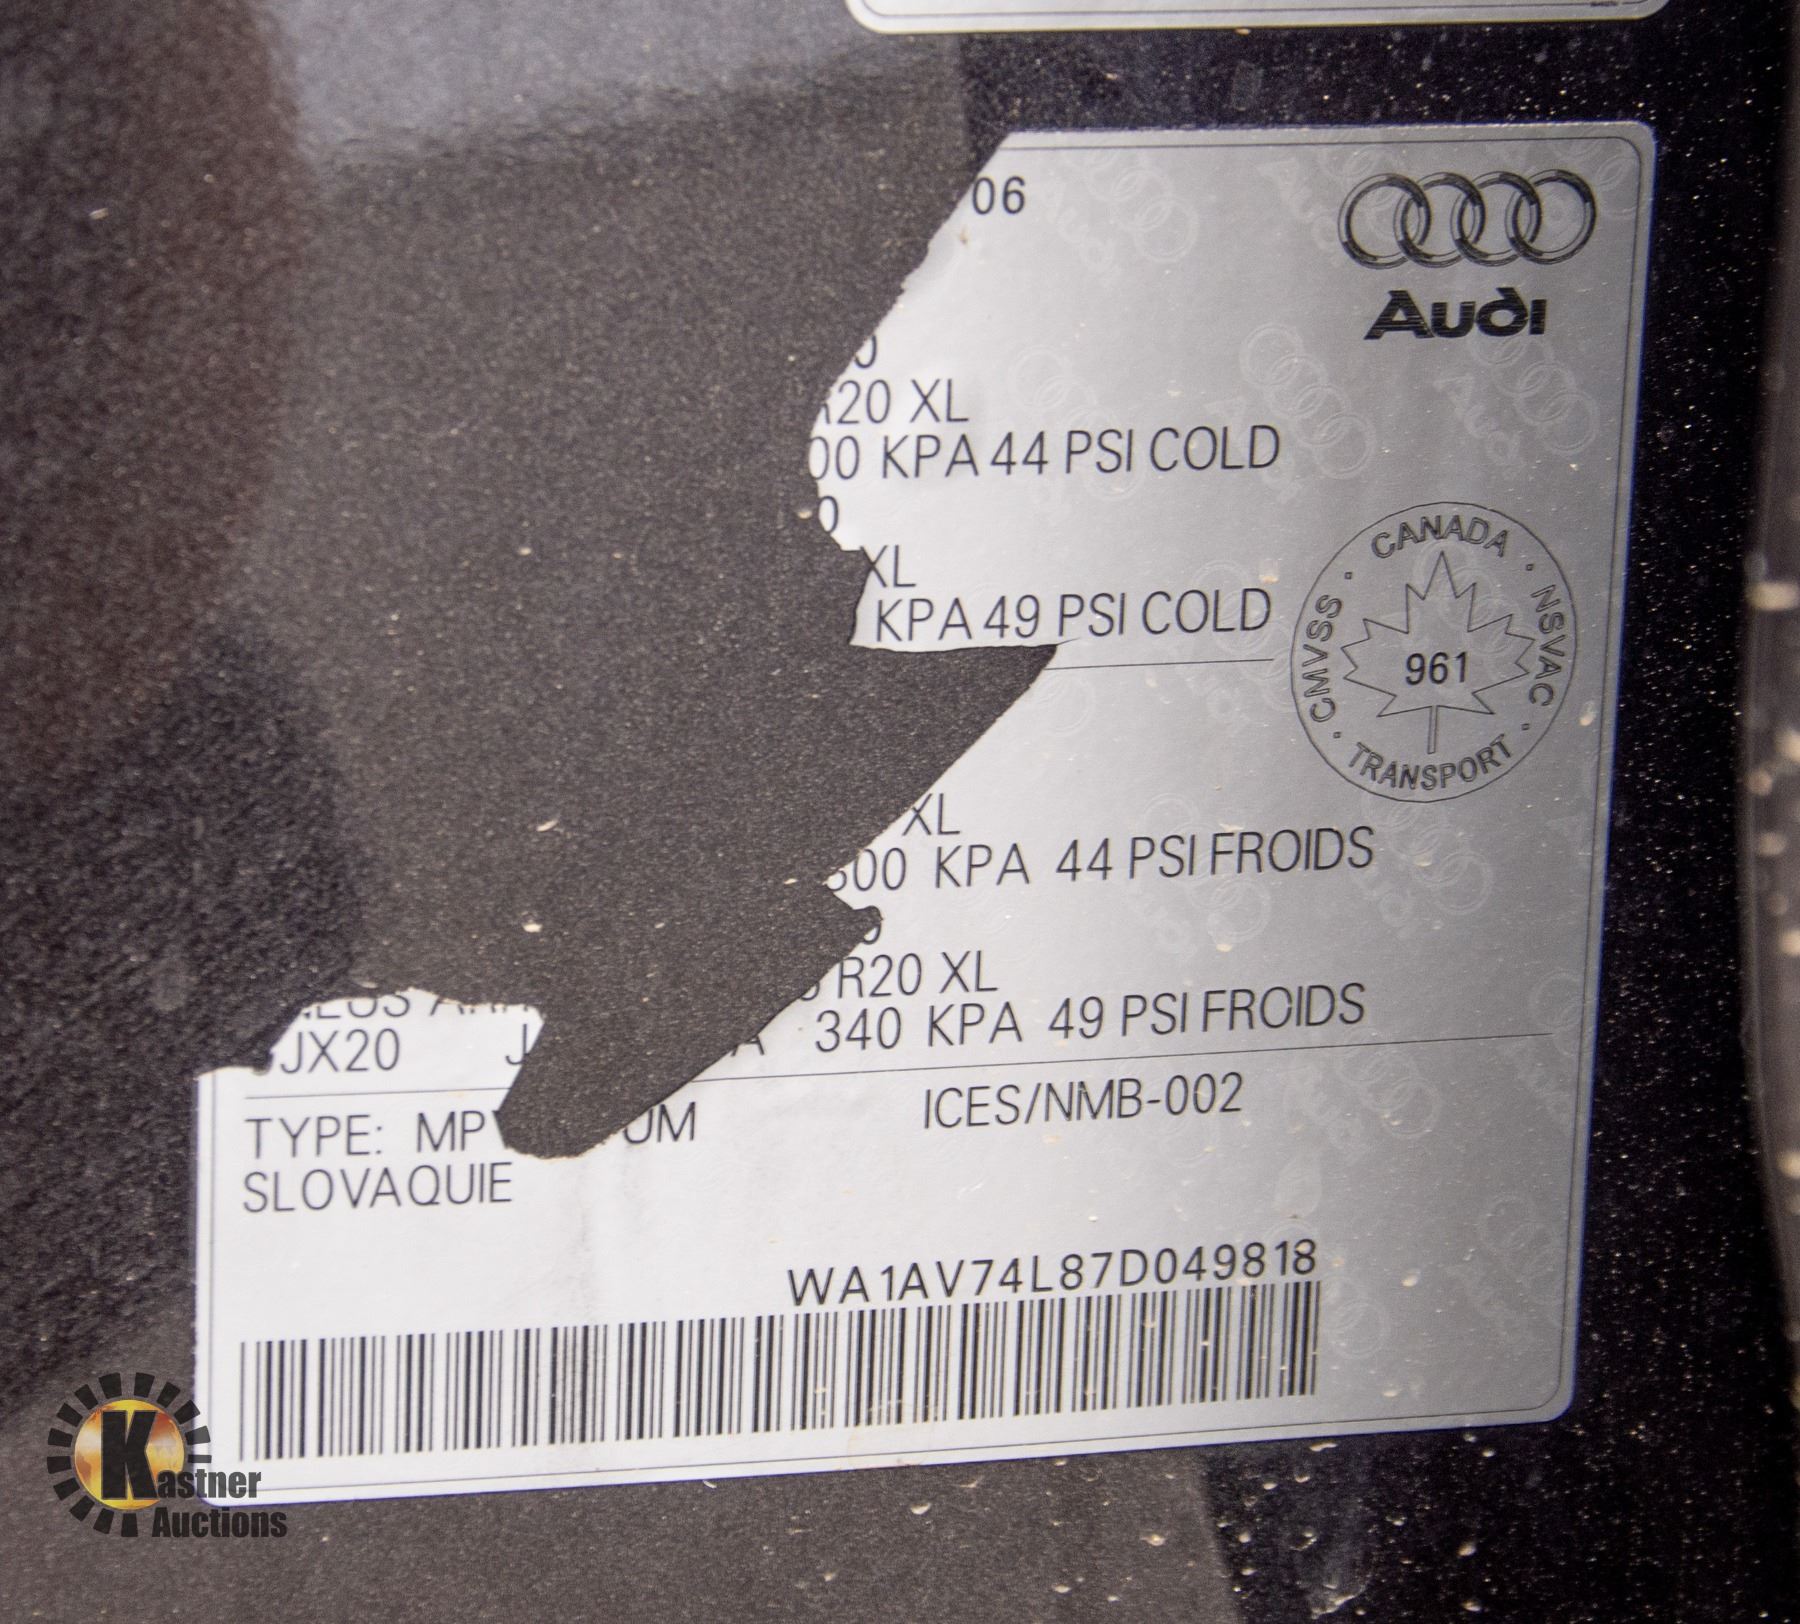 06
Audi
R20 XL
00 KPA 44 PSI COLD
0
XL
KPA 49 PSI COLD
CANADA · NSVAC · TRANSPORT · CMVSS ·
961
XL
300 KPA 44 PSI FROIDS
R20 XL
JX20 340 KPA 49 PSI FROIDS
TYPE: MP UM ICES/NMB-002
SLOVAQUIE
WA1AV74L87D049818
Kastner
Auctions